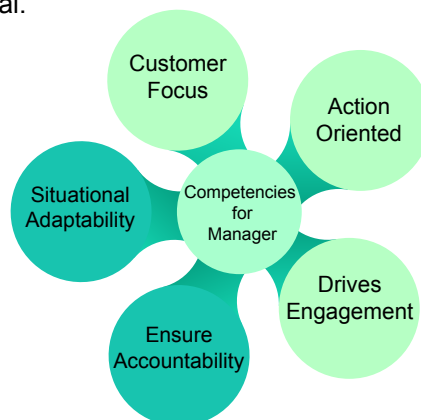 al.
Customer
Focus
Action
Oriented
Situational
Adaptability
Competencies
for
Manager
Drives
Engagement
Ensure
Accountability